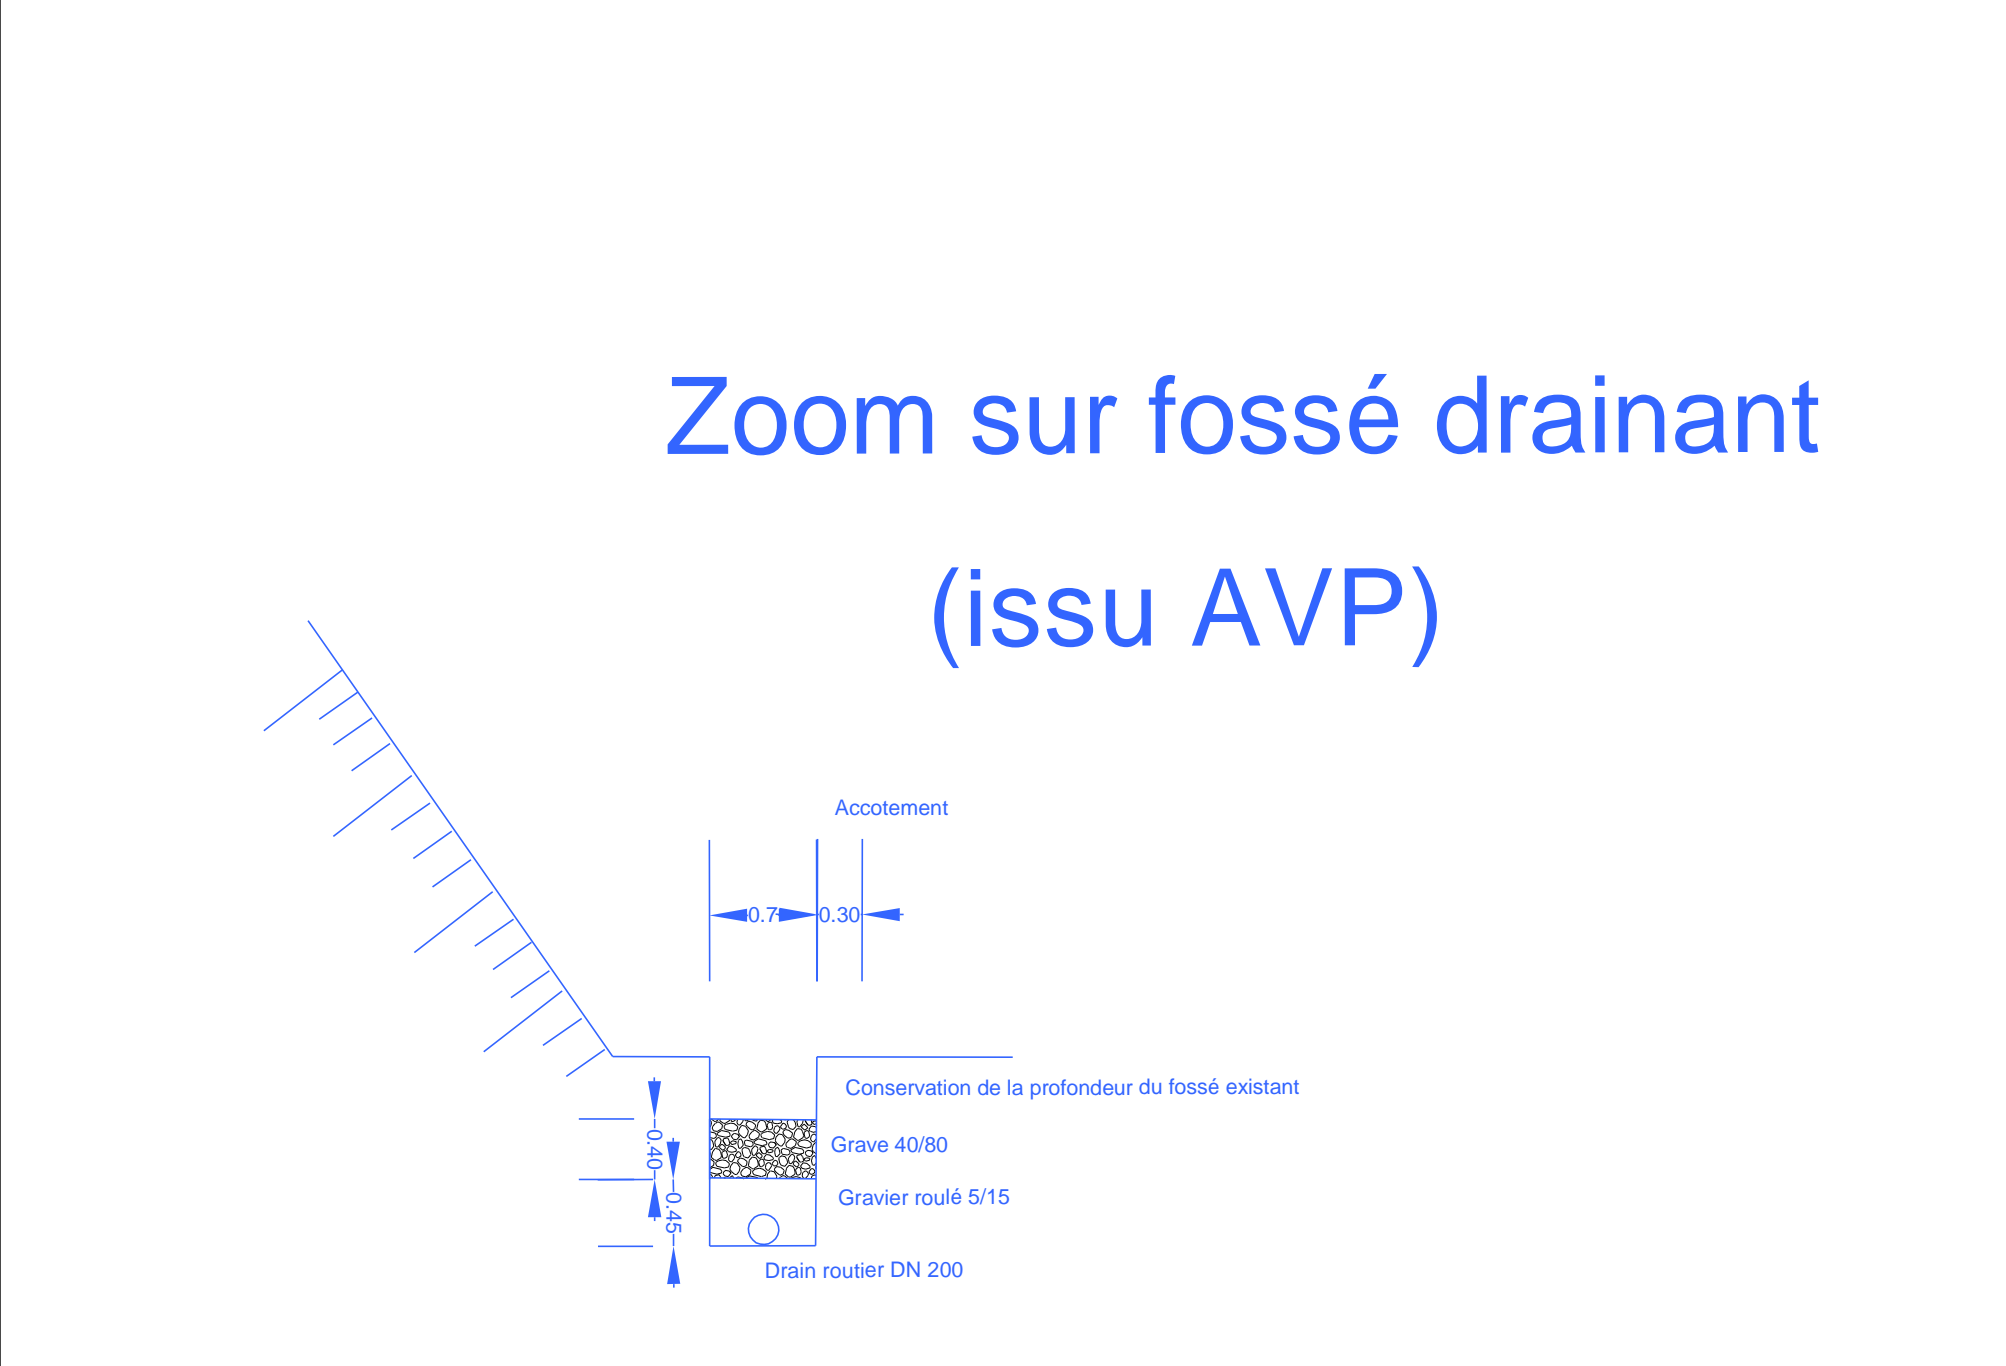 Zoom sur fossé drainant
(issu AVP)
Accotement
0.7
0.30
Conservation de la profondeur du fossé existant
0.40
Grave 40/80
Gravier roulé 5/15
0.45
Drain routier DN 200